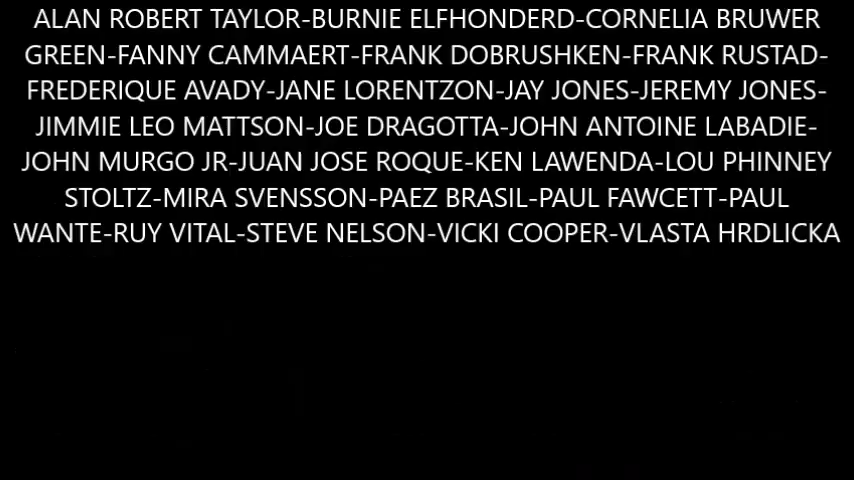 ALAN ROBERT TAYLOR-BURNIE ELFHONDERD-CORNELIA BRUWER
GREEN-FANNY CAMMAERT-FRANK DOBRUSHKEN-FRANK RUSTAD-
FREDERIQUE AVADY-JANE LORENTZON-JAY JONES-JEREMY JONES-
JIMMIE LEO MATTSON-JOE DRAGOTTA-JOHN ANTOINE LABADIE-
JOHN MURGO JR-JUAN JOSE ROQUE-KEN LAWENDA-LOU PHINNEY
STOLTZ-MIRA SVENSSON-PAEZ BRASIL-PAUL FAWCETT-PAUL
WANTE-RUY VITAL-STEVE NELSON-VICKI COOPER-VLASTA HRDLICKA